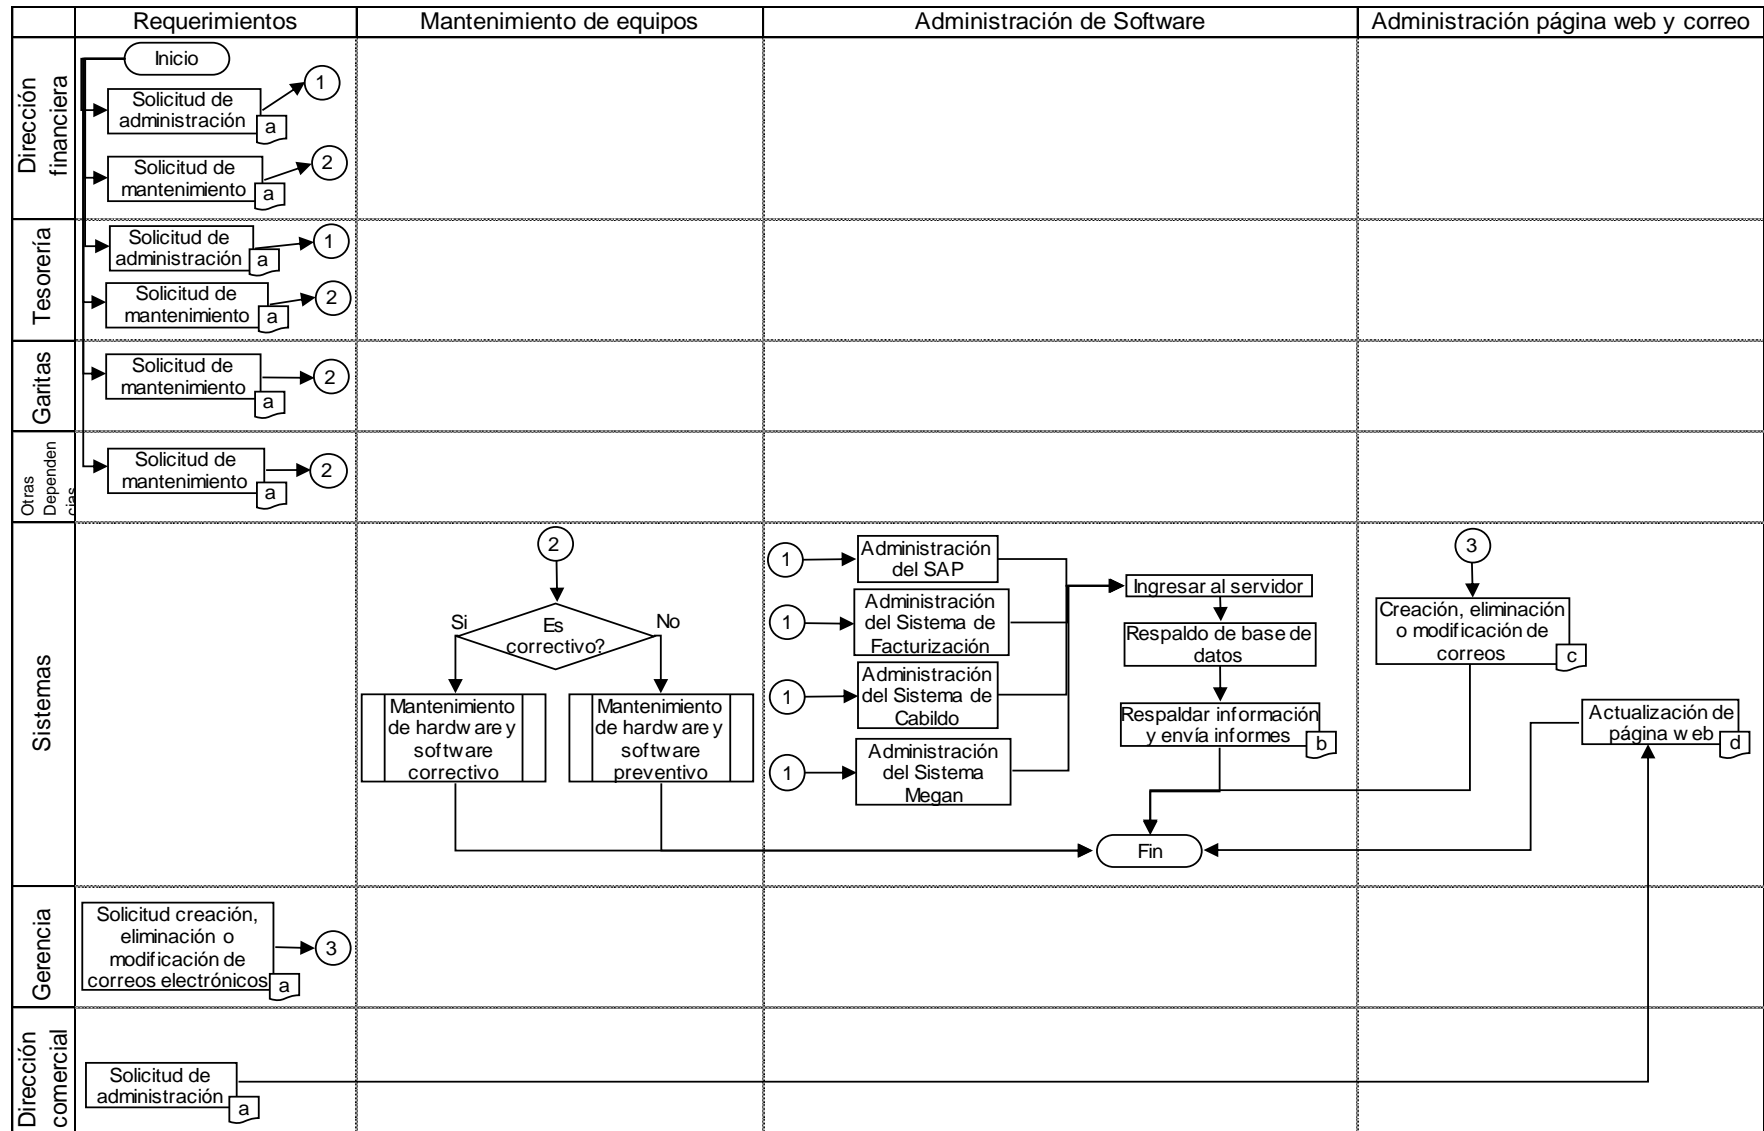 Requerimientos
Mantenimiento de equipos
Administración de Software
Administración página web y correo
Dirección
financiera
Inicio
Solicitud de
administración
a
1
Solicitud de
mantenimiento
a
2
Tesorería
Solicitud de
administración
a
1
Solicitud de
mantenimiento
a
2
Garitas
Solicitud de
mantenimiento
a
2
Otras
Dependen
cias
Solicitud de
mantenimiento
a
2
Sistemas
2
Si
Es
correctivo?
No
Mantenimiento
de hardware y
software
correctivo
Mantenimiento
de hardware y
software
preventivo
1
Administración
del SAP
1
Administración
del Sistema de
Facturización
1
Administración
del Sistema de
Cabildo
1
Administración
del Sistema
Megan
Ingresar al servidor
Respaldo de base de
datos
Respaldar información
y envía informes
b
Fin
3
Creación, eliminación
o modificación de
correos
c
Actualización de
página web
d
Gerencia
Solicitud creación,
eliminación o
modificación de
correos electrónicos
a
3
Dirección
comercial
Solicitud de
administración
a